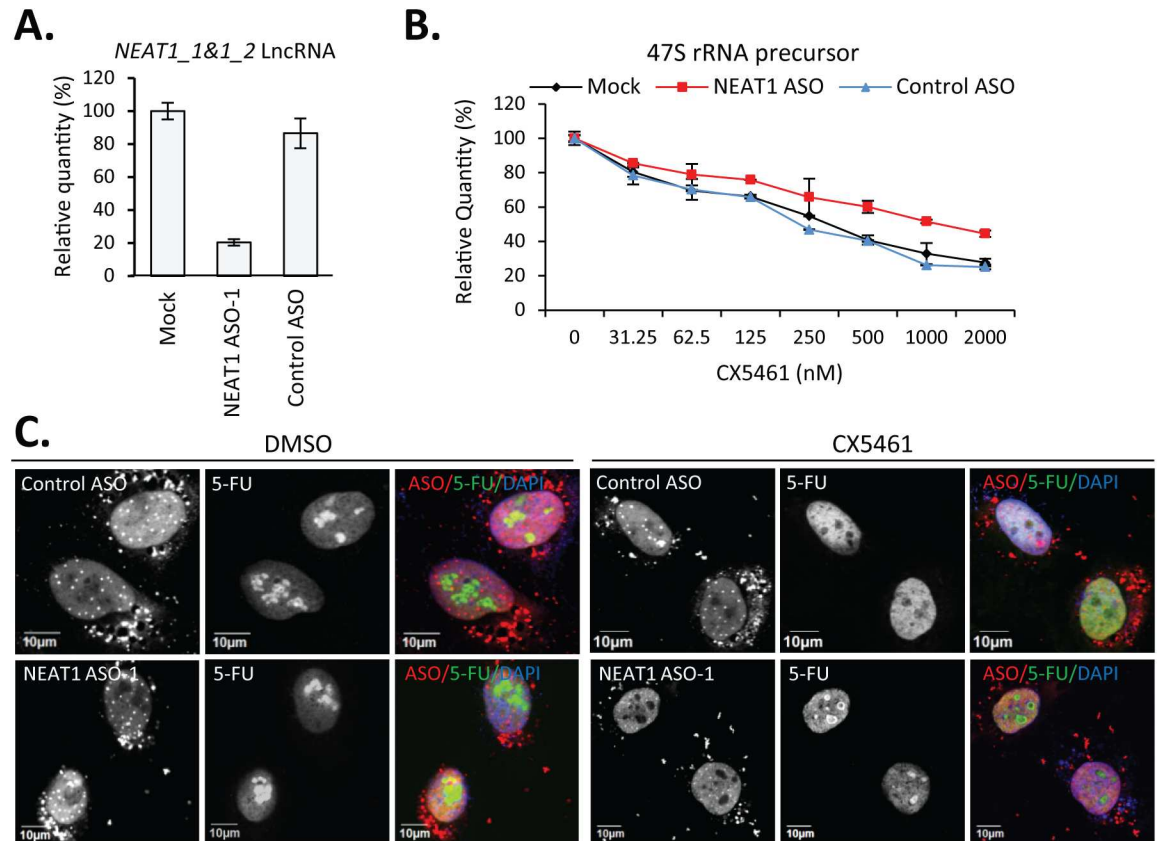 A.
NEAT1_1&1_2 LncRNA
Relative quantity (%)
120
100
80
60
40
20
0
Mock
NEAT1 ASO-1
Control ASO
B.
47S rRNA precursor
Mock NEAT1 ASO Control ASO
Relative Quantity (%)
120
100
80
60
40
20
0
0 31.25 62.5 125 250 500 1000 2000
CX5461 (nM)
C.
DMSO CX5461
Control ASO 5-FU ASO/5-FU/DAPI Control ASO 5-FU ASO/5-FU/DAPI
10µm 10µm 10µm 10µm 10µm 10µm
NEAT1 ASO-1 5-FU ASO/5-FU/DAPI NEAT1 ASO-1 5-FU ASO/5-FU/DAPI
10µm 10µm 10µm 10µm 10µm 10µm